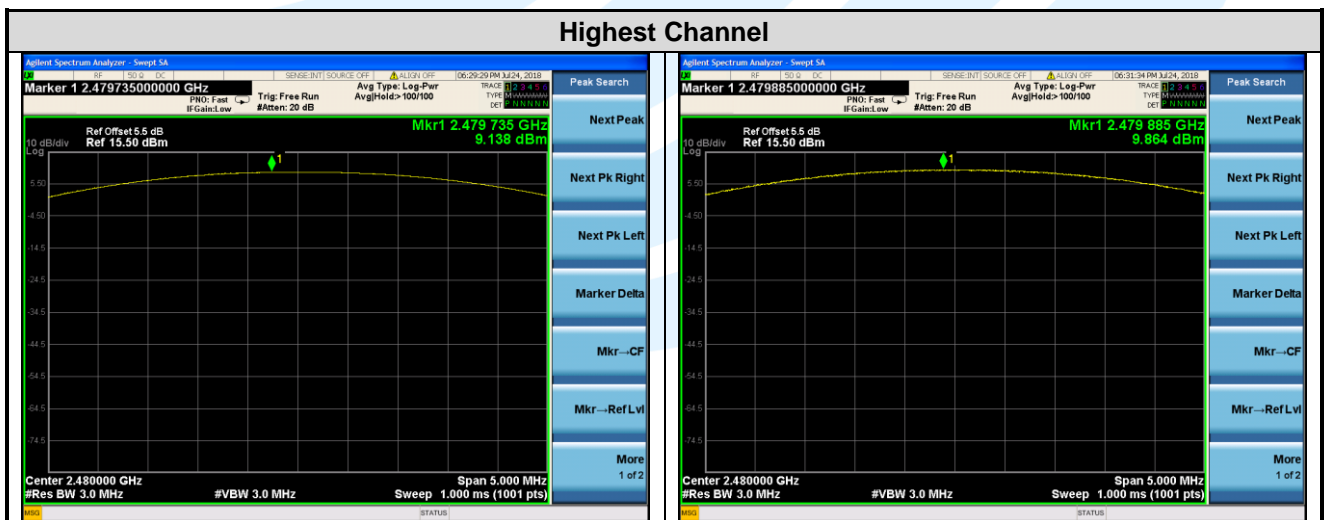 Highest Channel
Agilent Spectrum Analyzer - Swept SA
RF 50 Ω DC SENSE:INT SOURCE OFF ALIGN OFF 06:29:29 PM Jul 24, 2018
Marker 1 2.479735000000 GHz
PNO: Fast
IFGain:Low
Trig: Free Run
#Atten: 20 dB
Avg Type: Log-Pwr
Avg|Hold:>100/100
TRACE 1 2 3 4 5 6
TYPE M
DET P N N N N N
Mkr1 2.479 735 GHz
9.138 dBm
Ref Offset 5.5 dB
10 dB/div Ref 15.50 dBm
Log
1
5.50
-4.50
-14.5
-24.5
-34.5
-44.5
-54.5
-64.5
-74.5
Center 2.480000 GHz Span 5.000 MHz
#Res BW 3.0 MHz #VBW 3.0 MHz Sweep 1.000 ms (1001 pts)
MSG STATUS
Peak Search
Next Peak
Next Pk Right
Next Pk Left
Marker Delta
Mkr→CF
Mkr→Ref Lvl
More
1 of 2
Agilent Spectrum Analyzer - Swept SA
RF 50 Ω DC SENSE:INT SOURCE OFF ALIGN OFF 06:31:34 PM Jul 24, 2018
Marker 1 2.479885000000 GHz
PNO: Fast
IFGain:Low
Trig: Free Run
#Atten: 20 dB
Avg Type: Log-Pwr
Avg|Hold:>100/100
TRACE 1 2 3 4 5 6
TYPE M
DET P N N N N N
Mkr1 2.479 885 GHz
9.864 dBm
Ref Offset 5.5 dB
10 dB/div Ref 15.50 dBm
Log
1
5.50
-4.50
-14.5
-24.5
-34.5
-44.5
-54.5
-64.5
-74.5
Center 2.480000 GHz Span 5.000 MHz
#Res BW 3.0 MHz #VBW 3.0 MHz Sweep 1.000 ms (1001 pts)
MSG STATUS
Peak Search
Next Peak
Next Pk Right
Next Pk Left
Marker Delta
Mkr→CF
Mkr→Ref Lvl
More
1 of 2